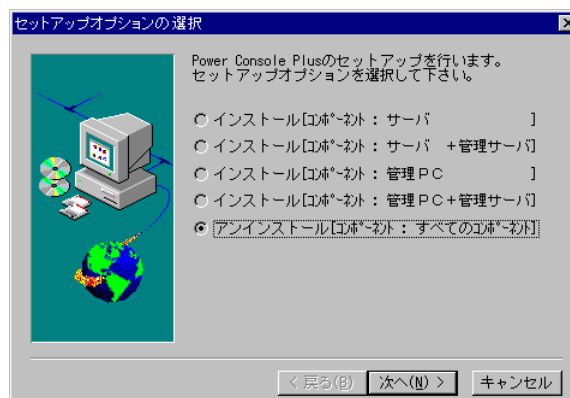 セットアップオプションの選択
Power Console Plusのセットアップを行います。
セットアップオプションを選択して下さい。
インストール[ｺﾝﾎﾟｰﾈﾝﾄ：サーバ　　　　　　]
インストール[ｺﾝﾎﾟｰﾈﾝﾄ：サーバ　＋管理サーバ]
インストール[ｺﾝﾎﾟｰﾈﾝﾄ：管理ＰＣ　　　　　]
インストール[ｺﾝﾎﾟｰﾈﾝﾄ：管理ＰＣ＋管理サーバ]
アンインストール[ｺﾝﾎﾟｰﾈﾝﾄ：すべてのｺﾝﾎﾟｰﾈﾝﾄ]
< 戻る(B)　次へ(N) >　キャンセル